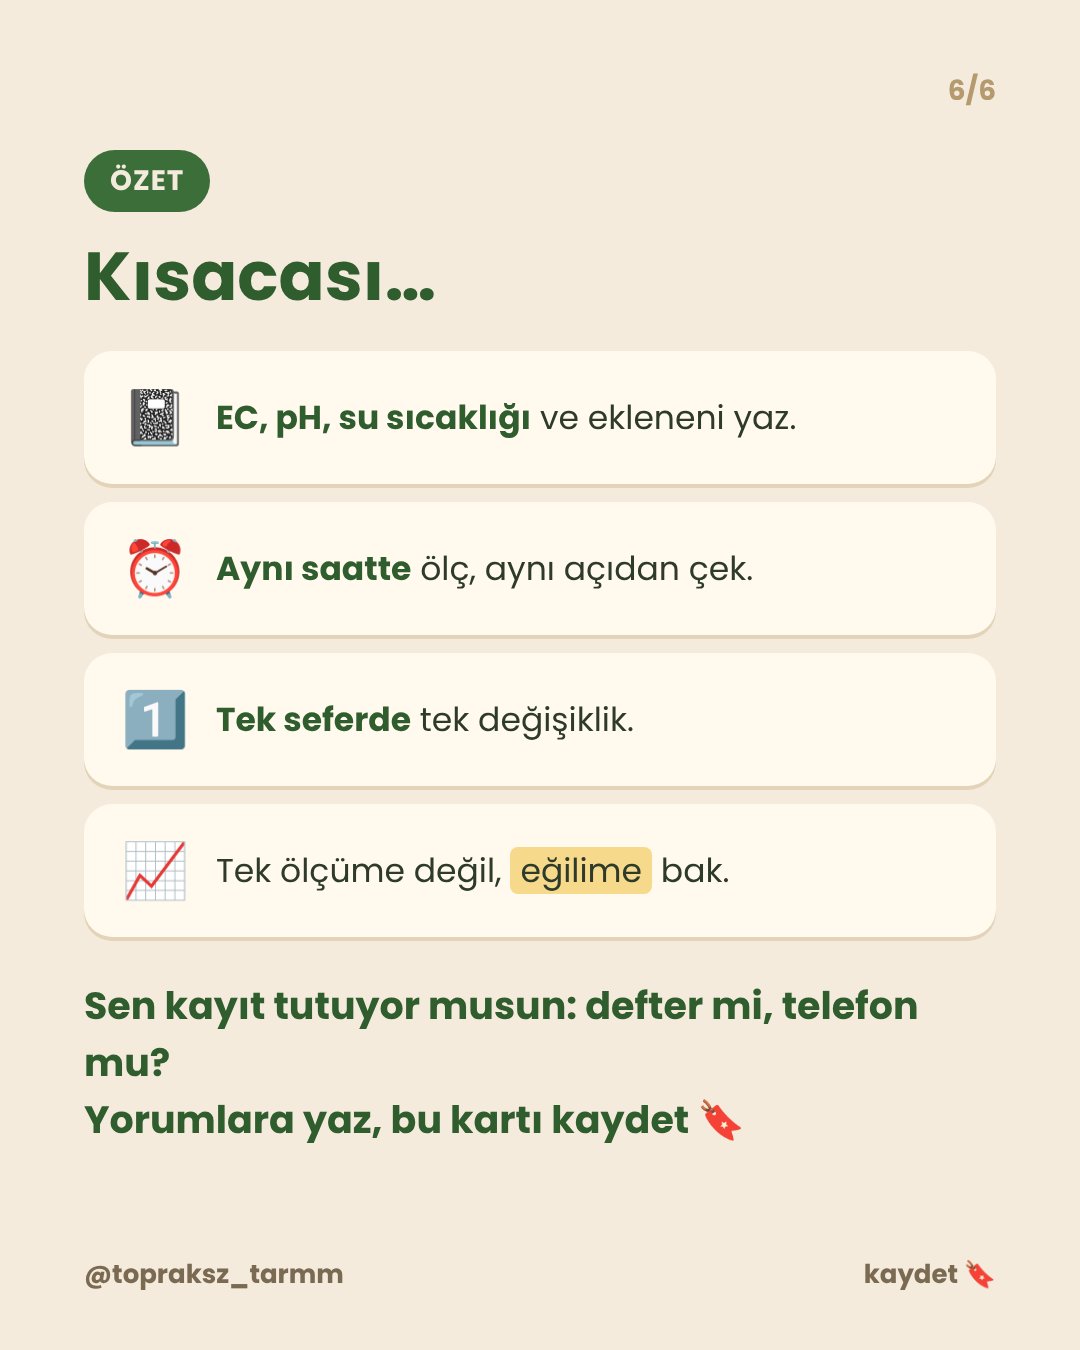 6/6
ÖZET
Kısacası...
EC, pH, su sıcaklığı ve ekleneni yaz.
Aynı saatte ölç, aynı açıdan çek.
1
Tek seferde tek değişiklik.
Tek ölçüme değil, eğilime bak.
Sen kayıt tutuyor musun: defter mi, telefon
mu?
Yorumlara yaz, bu kartı kaydet
@topraksz_tarmm
kaydet